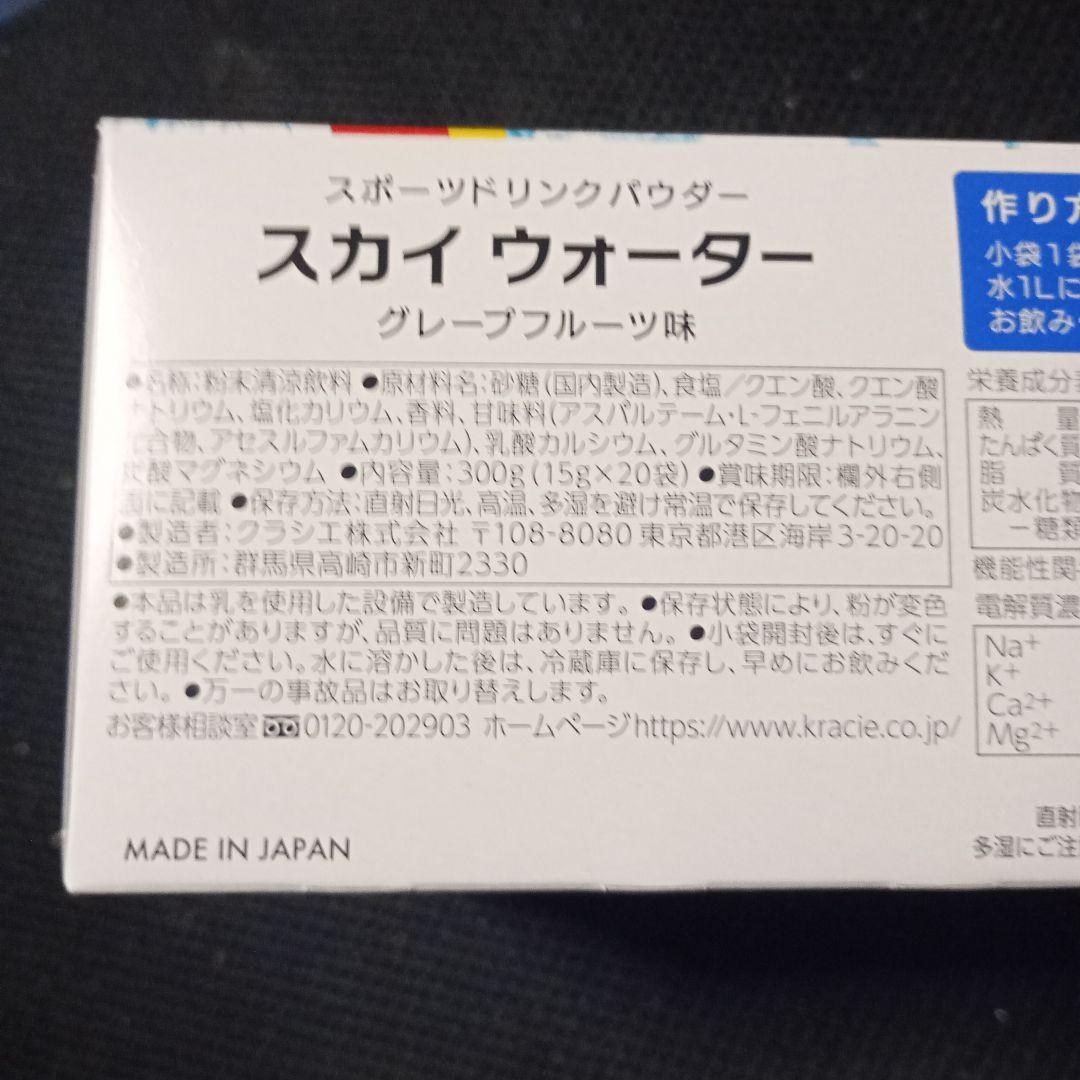 スポーツドリンクパウダー
スカイ ウォーター
グレープフルーツ味
●名称:粉末清涼飲料 ●原材料名:砂糖(国内製造)、食塩／クエン酸、クエン酸
ナトリウム、塩化カリウム、香料、甘味料(アスパルテーム・L-フェニルアラニン
化合物、アセスルファムカリウム)、乳酸カルシウム、グルタミン酸ナトリウム、
炭酸マグネシウム ●内容量:300g(15g×20袋) ●賞味期限:欄外右側
面に記載 ●保存方法:直射日光、高温、多湿を避け常温で保存してください。
●製造者:クラシエ株式会社 〒108-8080 東京都港区海岸3-20-20
●製造所:群馬県高崎市新町2330
●本品は乳を使用した設備で製造しています。 ●保存状態により、粉が変色
することがありますが、品質に問題はありません。 ●小袋開封後は、すぐに
ご使用ください。水に溶かした後は、冷蔵庫に保存し、早めにお飲みくだ
さい。 ●万一の事故品はお取り替えします。
お客様相談室 0120-202903 ホームページhttps://www.kracie.co.jp/
MADE IN JAPAN
作り
小袋1袋
水1Lに
お飲み
栄養成分
熱 量
たんぱく質
脂 質
炭水化物
－糖類
機能性関
電解質濃
Na⁺
K⁺
Ca²⁺
Mg²⁺
直射
多湿にご注